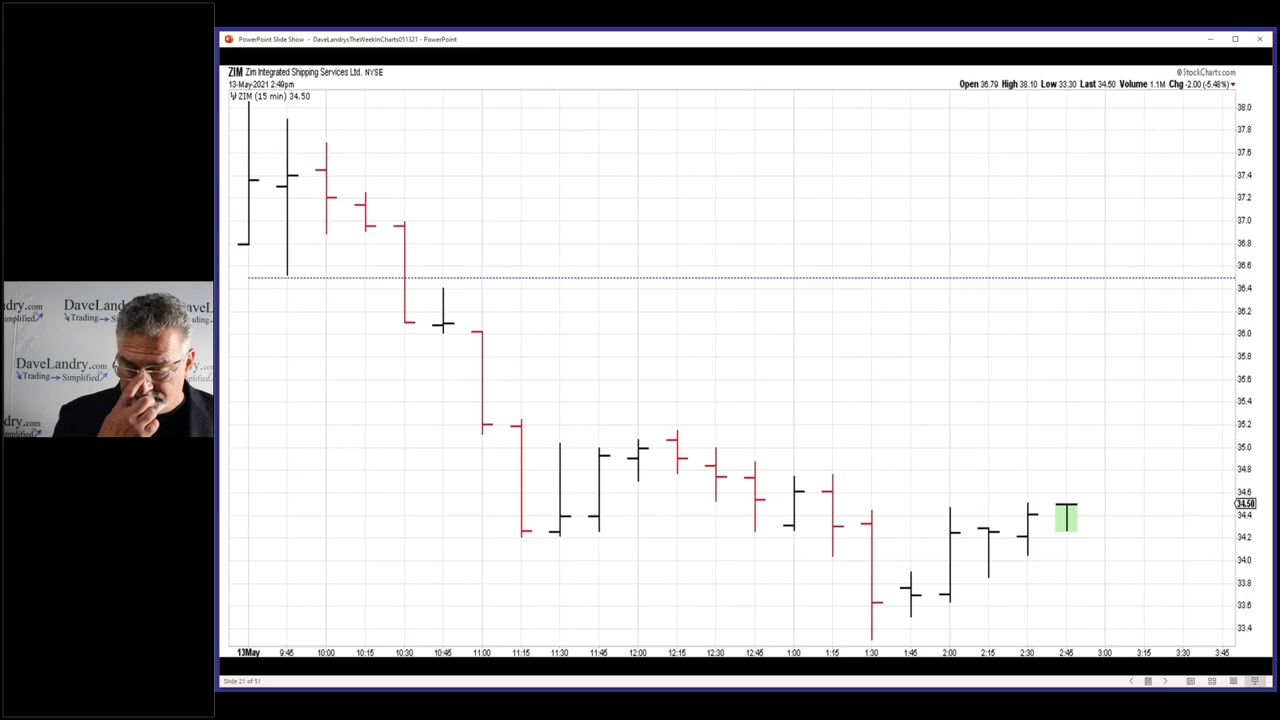 PowerPoint Slide Show - DaveLandrysTheWeekInCharts051321 - PowerPoint
ZIM Zim Integrated Shipping Services Ltd. NYSE
© StockCharts.com
13-May-2021 2:49pm
Open 36.79 High 38.10 Low 33.30 Last 34.50 Volume 1.1M Chg -2.00 (-5.48%)
ZIM (15 min) 34.50
38.0
37.8
37.6
37.4
37.2
37.0
36.8
36.6
36.4
36.2
36.0
35.8
35.6
35.4
35.2
35.0
34.8
34.6
34.50
34.4
34.2
34.0
33.8
33.6
33.4
13May 9:45 10:00 10:15 10:30 10:45 11:00 11:15 11:30 11:45 12:00 12:15 12:30 12:45 1:00 1:15 1:30 1:45 2:00 2:15 2:30 2:45 3:00 3:15 3:30 3:45
Slide 21 of 51
ry.com
DaveLand
aveL
Trading
DaveLandry.com
Trading Simplified
dry.com